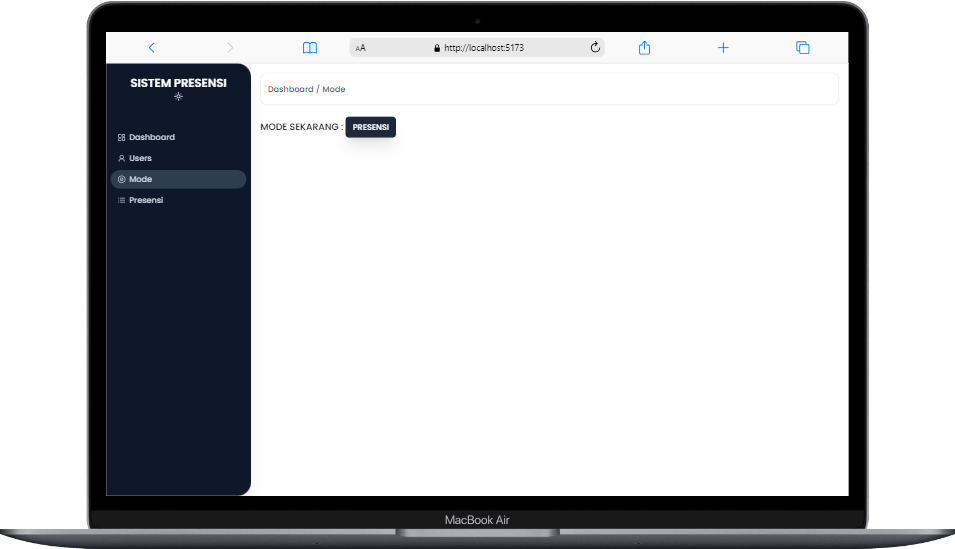 AA http://localhost:5173
SISTEM PRESENSI
Dashboard
Users
Mode
Presensi
Dashboard / Mode
MODE SEKARANG : PRESENSI
MacBook Air